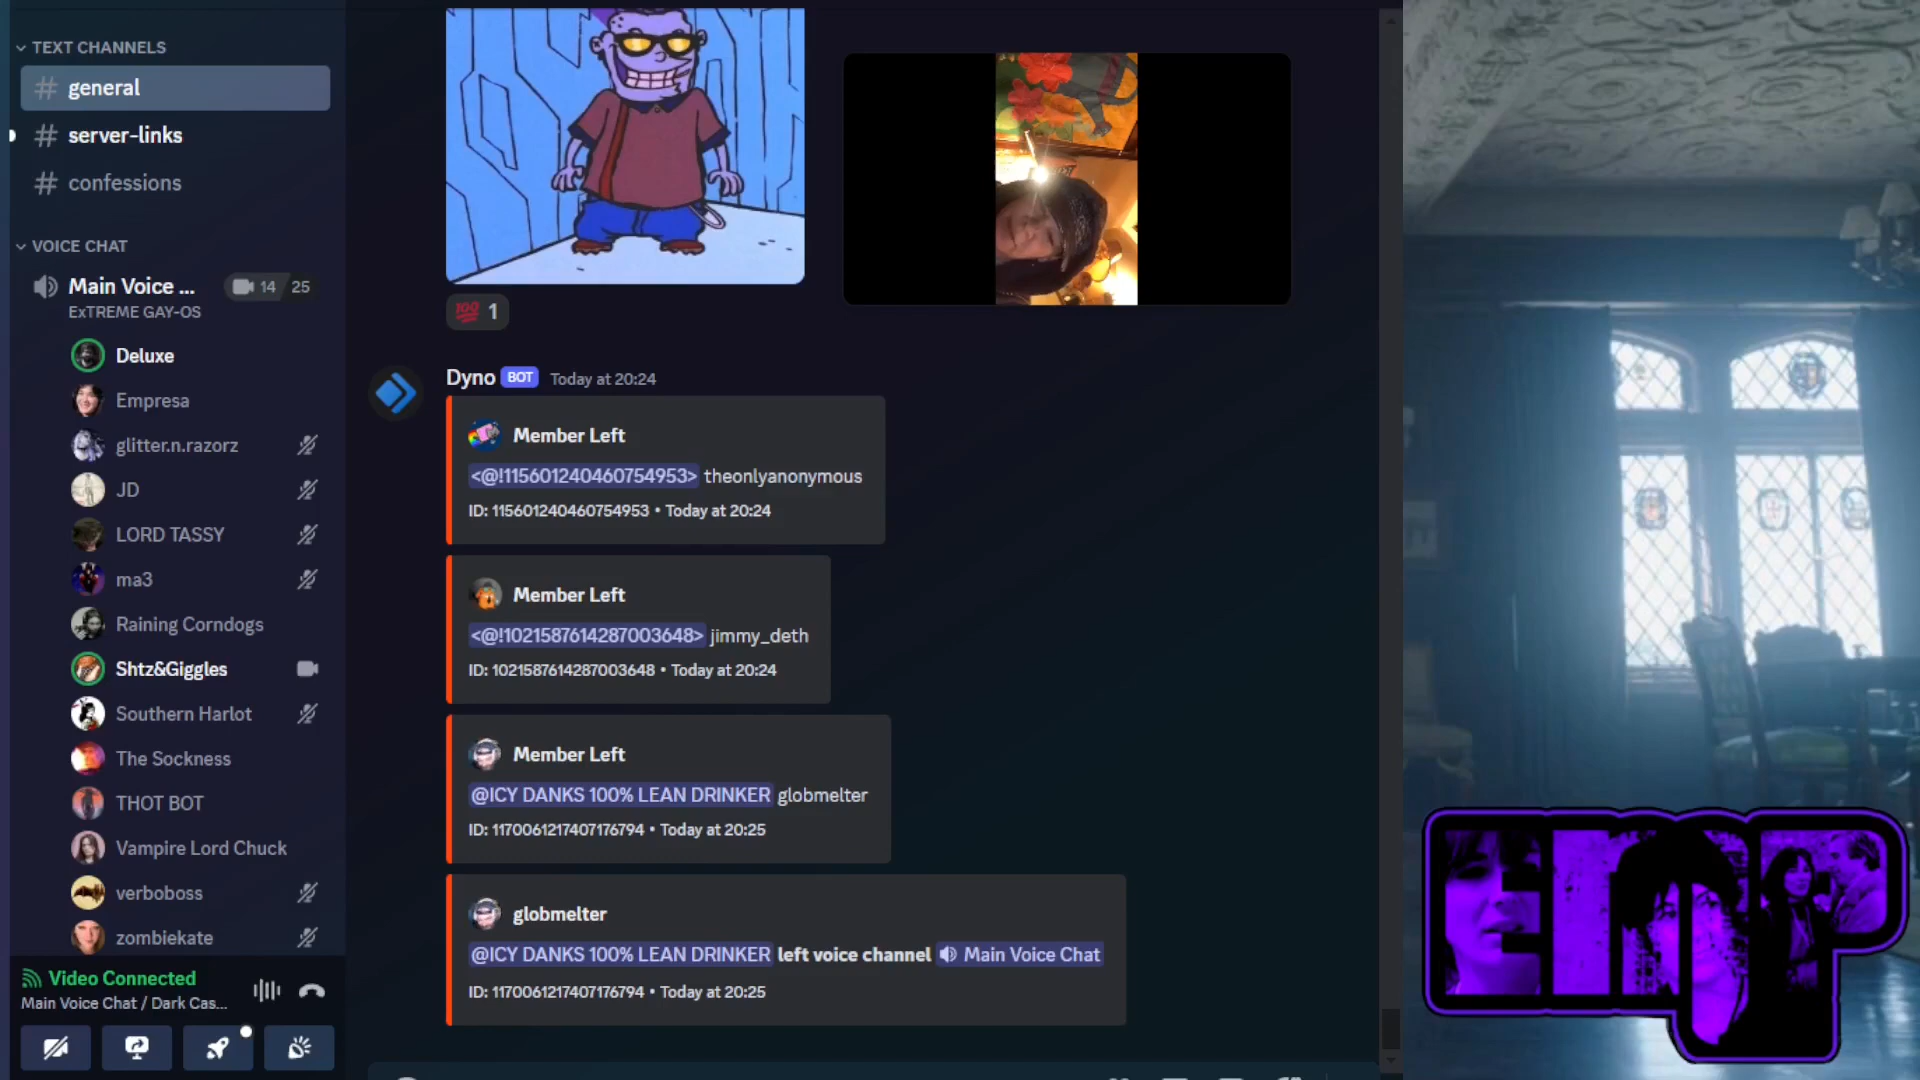 TEXT CHANNELS
general
server-links
confessions
VOICE CHAT
Main Voice ...
14 25
ExTREME GAY-OS
Deluxe
Empresa
glitter.n.razorz
JD
LORD TASSY
ma3
Raining Corndogs
Shtz&Giggles
Southern Harlot
The Sockness
THOT BOT
Vampire Lord Chuck
verboboss
zombiekate
Video Connected
Main Voice Chat / Dark Cas...
100 1
Dyno BOT Today at 20:24
Member Left
<@!115601240460754953> theonlyanonymous
ID: 115601240460754953 • Today at 20:24
Member Left
<@!1021587614287003648> jimmy_deth
ID: 1021587614287003648 • Today at 20:24
Member Left
@ICY DANKS 100% LEAN DRINKER globmelter
ID: 1170061217407176794 • Today at 20:25
globmelter
@ICY DANKS 100% LEAN DRINKER left voice channel Main Voice Chat
ID: 1170061217407176794 • Today at 20:25
EMP